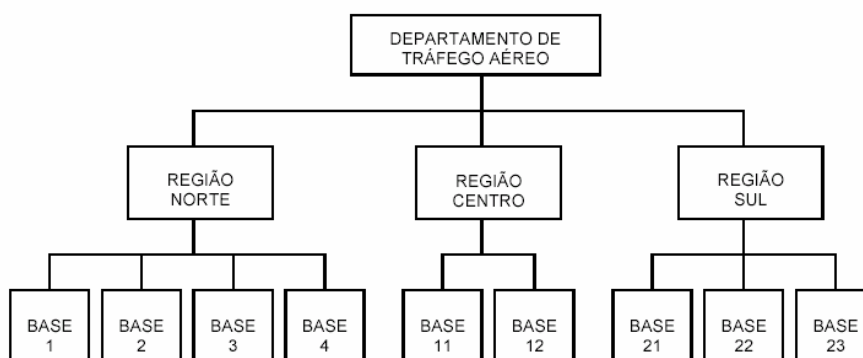 DEPARTAMENTO DE
TRÁFEGO AÉREO
REGIÃO
NORTE
REGIÃO
CENTRO
REGIÃO
SUL
BASE
1
BASE
2
BASE
3
BASE
4
BASE
11
BASE
12
BASE
21
BASE
22
BASE
23